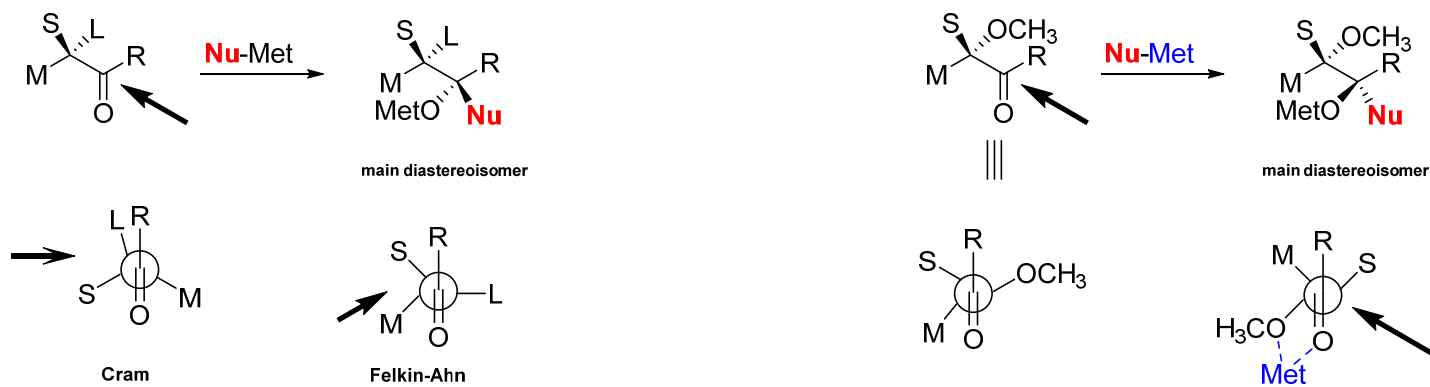 S L R M O
Nu-Met
S L R M MetO Nu
main diastereoisomer
S OCH3 R M O
Nu-Met
S OCH3 R M MetO Nu
main diastereoisomer
L R S M O
Cram
S R L M O
Felkin-Ahn
R S OCH3 M O
M R S H3CO O Met